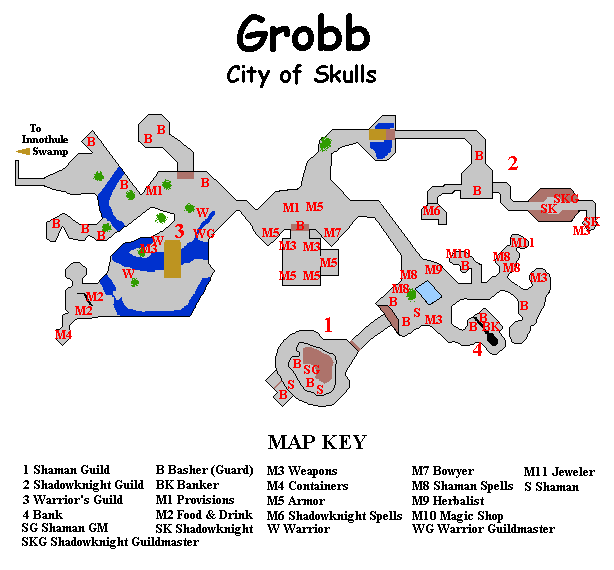 Grobb
City of Skulls
To
Innothule
Swamp
B
B
B
B
M1
B
2
B
B
SKG
SK
SK
M3
M6
W
WG
3
W
M3
B
B
B
W
M1
M5
B
M5
M7
M3
M3
M5
M5
M5
M2
M2
M4
M11
M10
M9
M8
M8
M8
M8
B
M3
B
B
S
B
M3
B
B
BK
4
1
B
SG
B
S
S
B
MAP KEY
1 Shaman Guild
2 Shadowknight Guild
3 Warrior's Guild
4 Bank
SG Shaman GM
SKG Shadowknight Guildmaster
B Basher (Guard)
BK Banker
M1 Provisions
M2 Food & Drink
SK Shadowknight
M3 Weapons
M4 Containers
M5 Armor
M6 Shadowknight Spells
W Warrior
M7 Bowyer
M8 Shaman Spells
M9 Herbalist
M10 Magic Shop
WG Warrior Guildmaster
M11 Jeweler
S Shaman